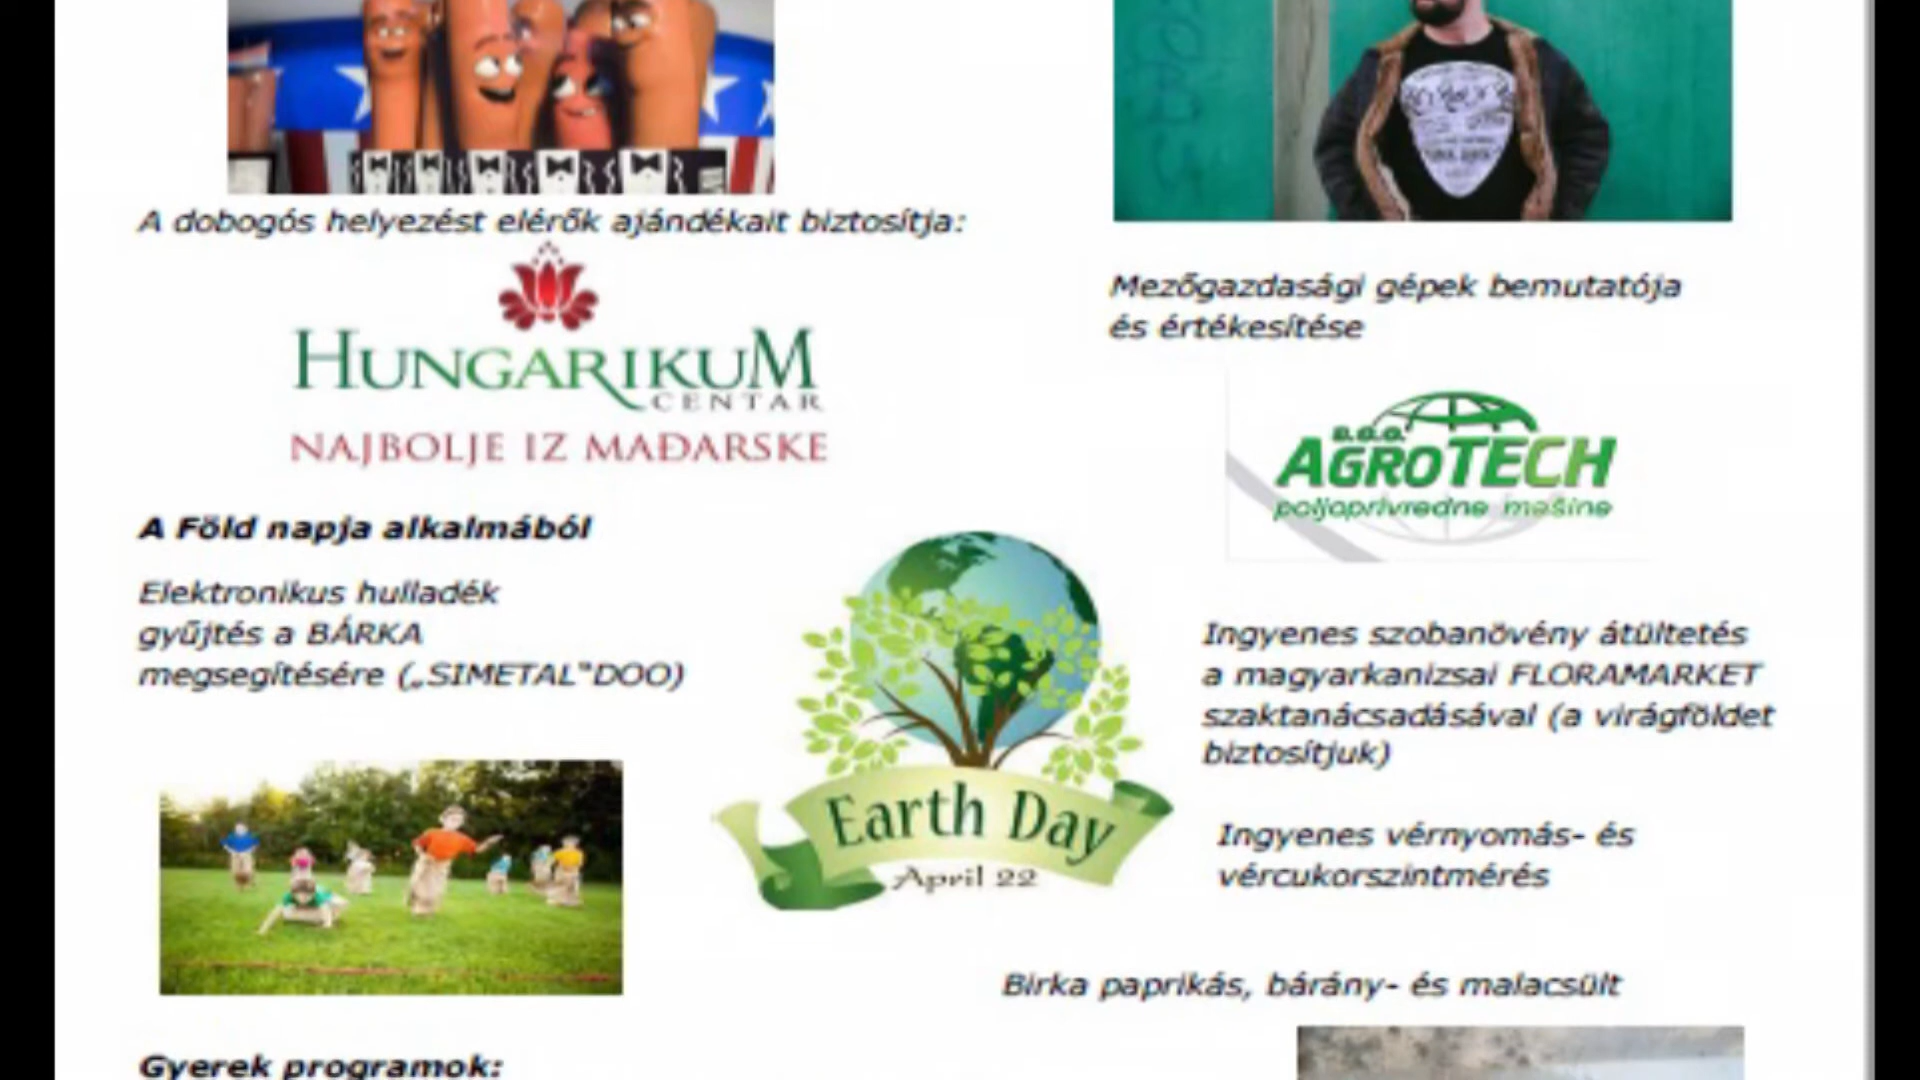 A dobogós helyezést elérők ajándékait biztosítja:
HUNGARIKUM
CENTAR
NAJBOLJE IZ MAĐARSKE
Mezőgazdasági gépek bemutatója
és értékesítése
D.O.O.
AGROTECH
poljoprivredne mašine
A Föld napja alkalmából
Elektronikus hulladék
gyűjtés a BÁRKA
megsegítésére („SIMETAL"DOO)
Earth Day
April 22
Ingyenes szobanövény átültetés
a magyarkanizsai FLORAMARKET
szaktanácsadásával (a virágföldet
biztosítjuk)
Ingyenes vérnyomás- és
vércukorszintmérés
Birka paprikás, bárány- és malacsült
Gyerek programok: